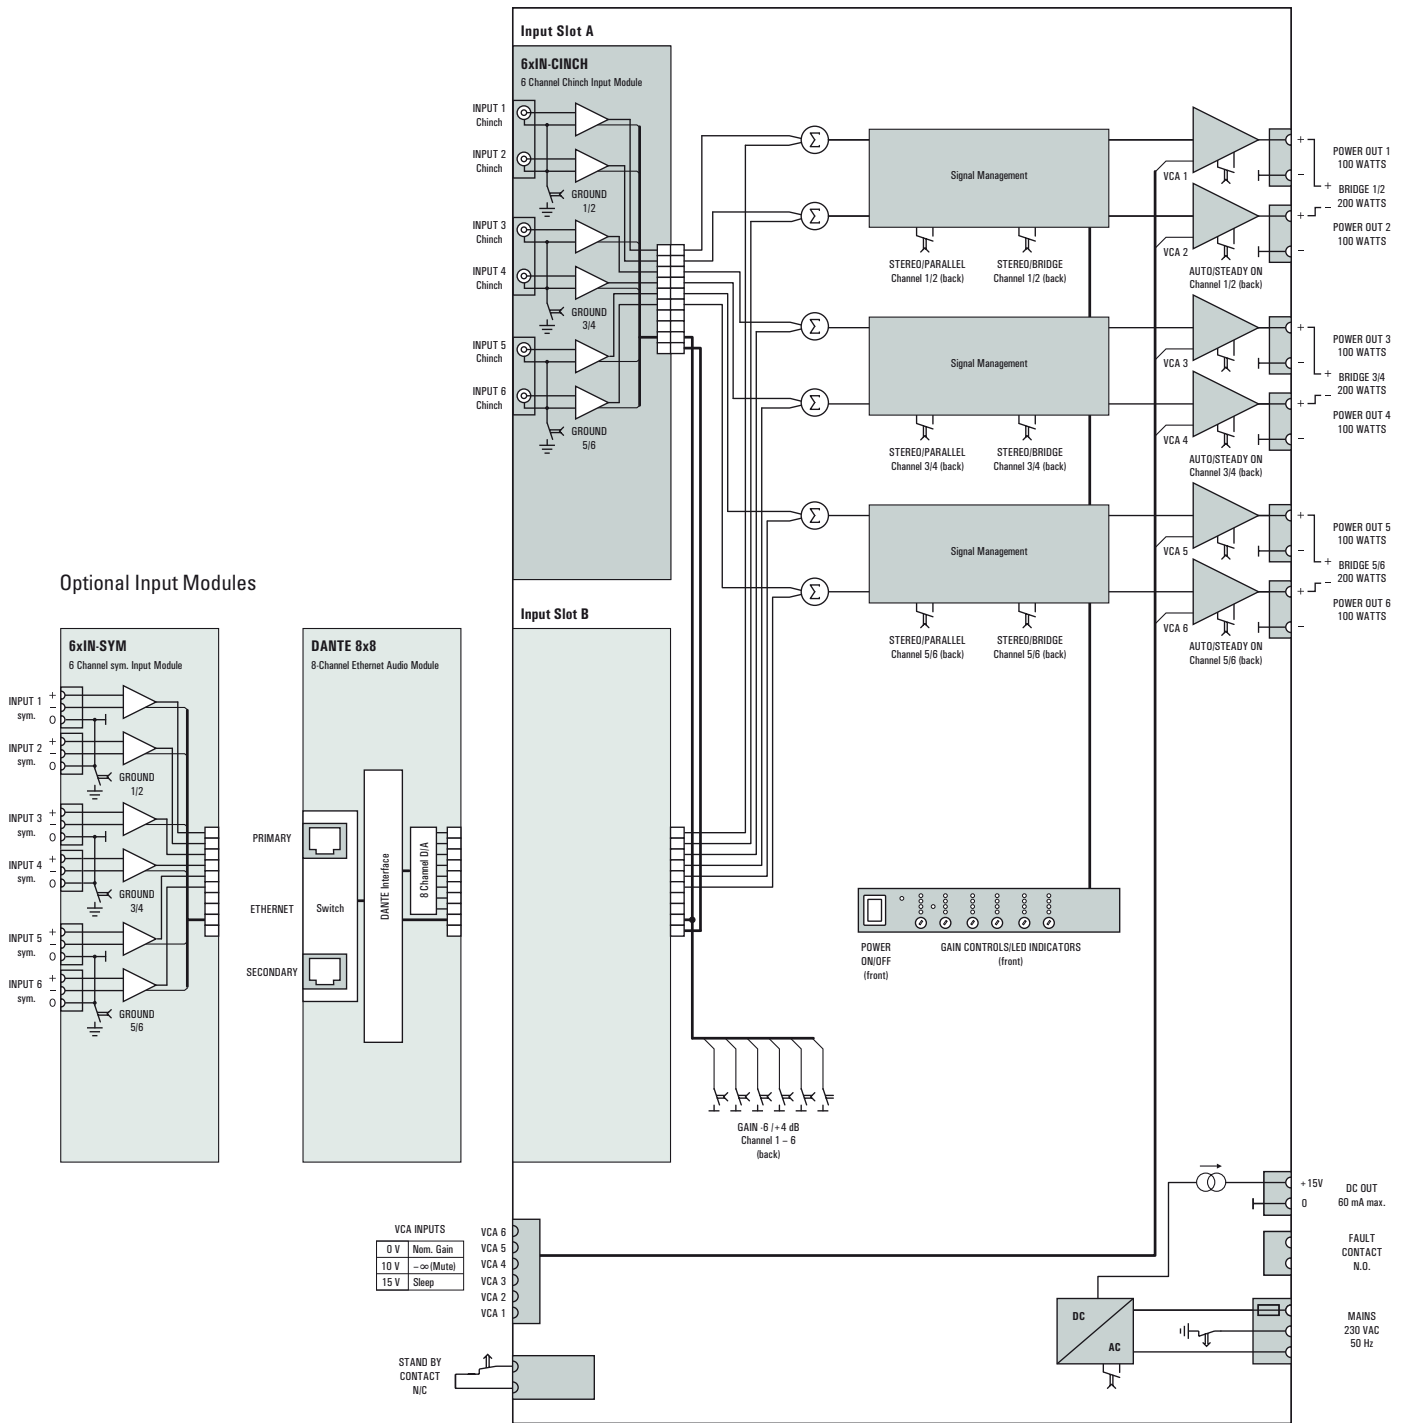 Input Slot A
6xIN-CINCH
6 Channel Chinch Input Module
INPUT 1
Chinch
INPUT 2
Chinch
GROUND
1/2
INPUT 3
Chinch
INPUT 4
Chinch
GROUND
3/4
INPUT 5
Chinch
INPUT 6
Chinch
GROUND
5/6
Σ
Σ
Σ
Σ
Σ
Σ
Signal Management
STEREO/PARALLEL
Channel 1/2 (back)
STEREO/BRIDGE
Channel 1/2 (back)
Signal Management
STEREO/PARALLEL
Channel 3/4 (back)
STEREO/BRIDGE
Channel 3/4 (back)
Signal Management
STEREO/PARALLEL
Channel 5/6 (back)
STEREO/BRIDGE
Channel 5/6 (back)
VCA 1
VCA 2
AUTO/STEADY ON
Channel 1/2 (back)
VCA 3
VCA 4
AUTO/STEADY ON
Channel 3/4 (back)
VCA 5
VCA 6
AUTO/STEADY ON
Channel 5/6 (back)
+
POWER OUT 1
100 WATTS
−
+ BRIDGE 1/2
− 200 WATTS
+
POWER OUT 2
100 WATTS
−
+
POWER OUT 3
100 WATTS
−
+ BRIDGE 3/4
− 200 WATTS
+
POWER OUT 4
100 WATTS
−
+
POWER OUT 5
100 WATTS
−
+ BRIDGE 5/6
− 200 WATTS
+
POWER OUT 6
100 WATTS
−
Optional Input Modules
6xIN-SYM
6 Channel sym. Input Module
INPUT 1
sym.
+
−
0
INPUT 2
sym.
+
−
0
GROUND
1/2
INPUT 3
sym.
+
−
0
INPUT 4
sym.
+
−
0
GROUND
3/4
INPUT 5
sym.
+
−
0
INPUT 6
sym.
+
−
0
GROUND
5/6
DANTE 8x8
8-Channel Ethernet Audio Module
PRIMARY
ETHERNET
SECONDARY
Switch
DANTE Interface
8 Channel D/A
Input Slot B
GAIN -6 /+4 dB
Channel 1 – 6
(back)
POWER
ON/OFF
(front)
GAIN CONTROLS/LED INDICATORS
(front)
VCA INPUTS
0 V Nom. Gain
10 V −∞(Mute)
15 V Sleep
VCA 6
VCA 5
VCA 4
VCA 3
VCA 2
VCA 1
STAND BY
CONTACT
N/C
+15V
0
DC OUT
60 mA max.
FAULT
CONTACT
N.O.
DC
AC
MAINS
230 VAC
50 Hz